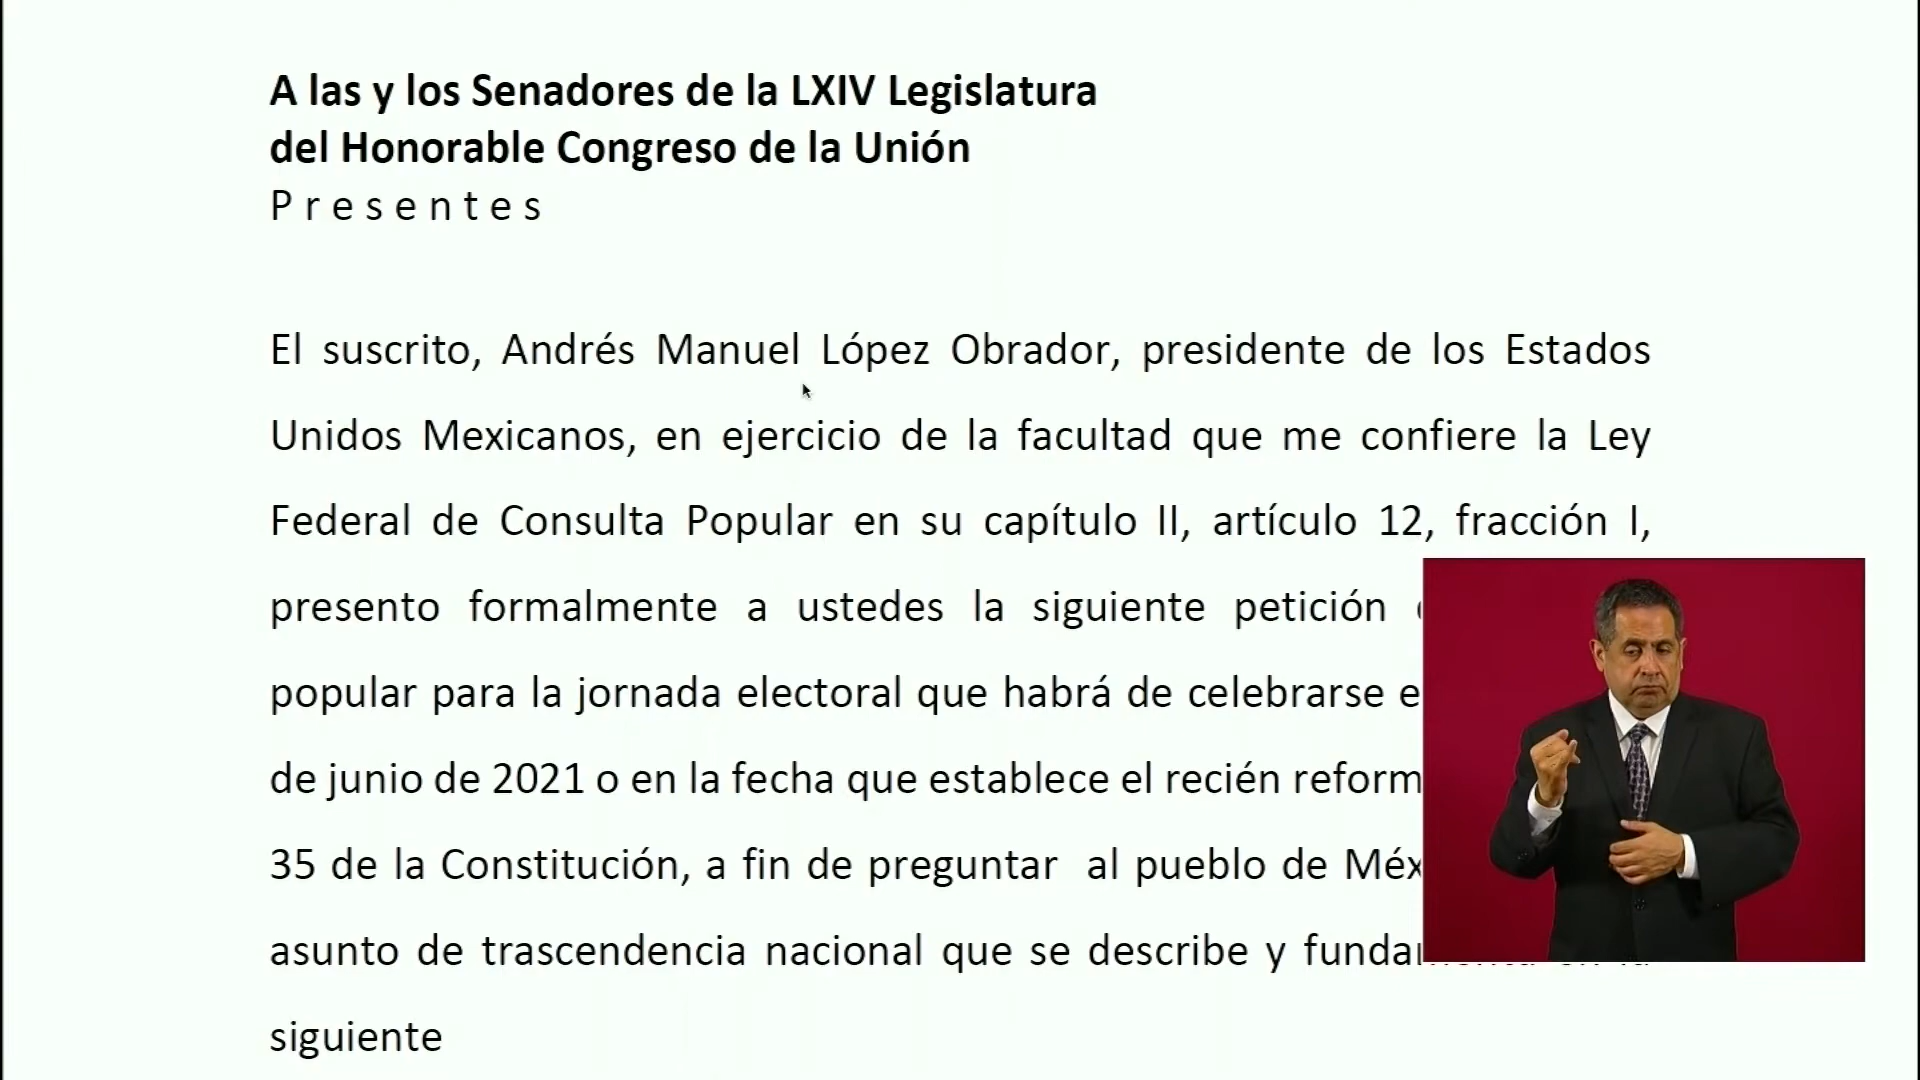 A las y los Senadores de la LXIV Legislatura
del Honorable Congreso de la Unión
P r e s e n t e s
El suscrito, Andrés Manuel López Obrador, presidente de los Estados
Unidos Mexicanos, en ejercicio de la facultad que me confiere la Ley
Federal de Consulta Popular en su capítulo II, artículo 12, fracción I,
presento formalmente a ustedes la siguiente petición
popular para la jornada electoral que habrá de celebrarse
de junio de 2021 o en la fecha que establece el recién
35 de la Constitución, a fin de preguntar al pueblo de
asunto de trascendencia nacional que se describe y
siguiente